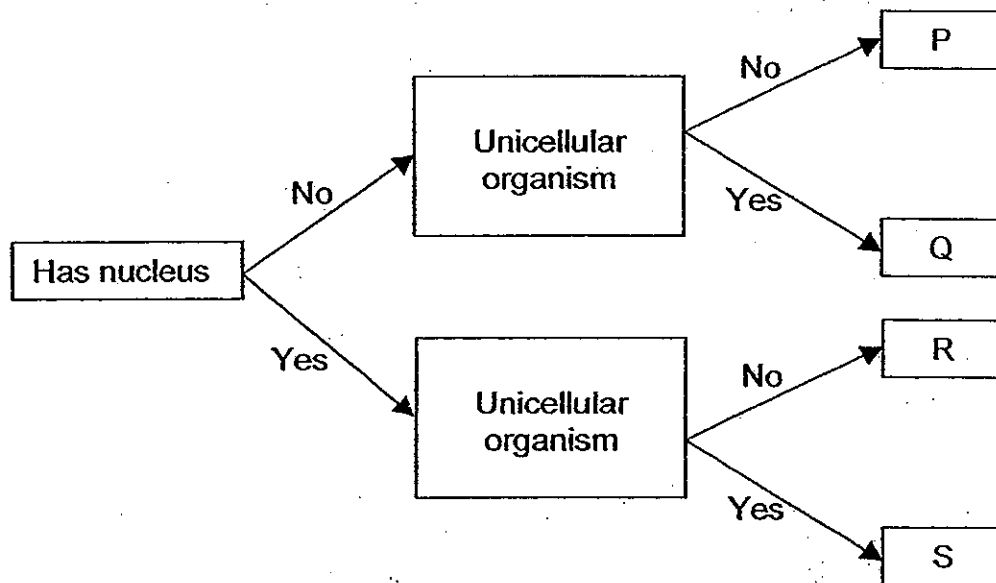 P
No
Unicellular
organism
Yes
No
Q
Has nucleus
R
Yes
No
Unicellular
organism
Yes
S